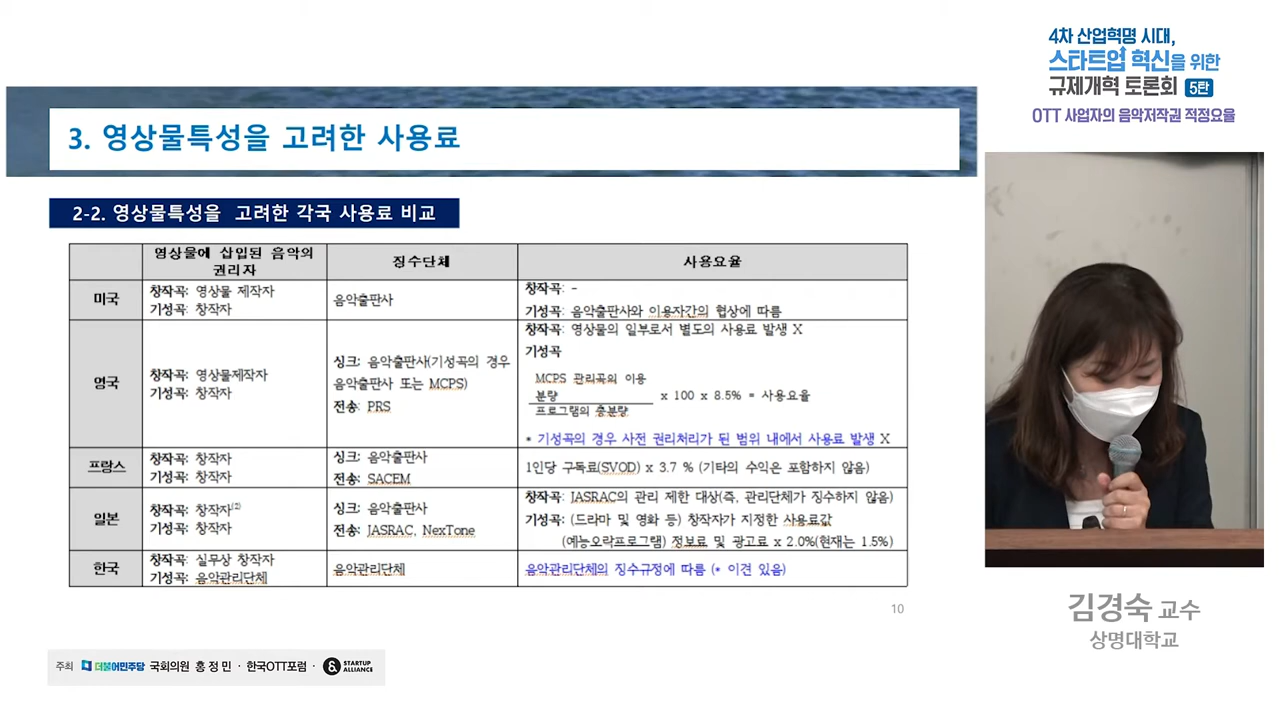 4차 산업혁명 시대,
스타트업 혁신을 위한
규제개혁 토론회 5탄
OTT 사업자의 음악저작권 적정요율
3. 영상물특성을 고려한 사용료
2-2. 영상물특성을 고려한 각국 사용료 비교
영상물에 삽입된 음악의
권리자
징수단체
사용요율
미국
창작곡: 영상물 제작자
기성곡: 창작자
음악출판사
창작곡: -
기성곡: 음악출판사와 이용자간의 협상에 따름
영국
창작곡: 영상물제작자
기성곡: 창작자
싱크: 음악출판사(기성곡의 경우
음악출판사 또는 MCPS)
전송: PRS
창작곡: 영상물의 일부로서 별도의 사용료 발생 X
기성곡
MCPS 관리곡의 이용
분량
프로그램의 총분량
x 100 x 8.5% = 사용요율
* 기성곡의 경우 사전 권리처리가 된 범위 내에서 사용료 발생 X
프랑스
창작곡: 창작자
기성곡: 창작자
싱크: 음악출판사
전송: SACEM
1인당 구독료(SVOD) x 3.7 % (기타의 수익은 포함하지 않음)
일본
창작곡: 창작자(2)
기성곡: 창작자
싱크: 음악출판사
전송: JASRAC, NexTone
창작곡: JASRAC의 관리 제한 대상(즉, 관리단체가 징수하지 않음)
기성곡: (드라마 및 영화 등) 창작자가 지정한 사용료값
(예능오락프로그램) 정보료 및 광고료 x 2.0%(현재는 1.5%)
한국
창작곡: 실무상 창작자
기성곡: 음악관리단체
음악관리단체
음악관리단체의 징수규정에 따름 (* 이견 있음)
10
김경숙 교수
상명대학교
주최 더불어민주당 국회의원 홍정민 · 한국OTT포럼 · & STARTUP
ALLIANCE